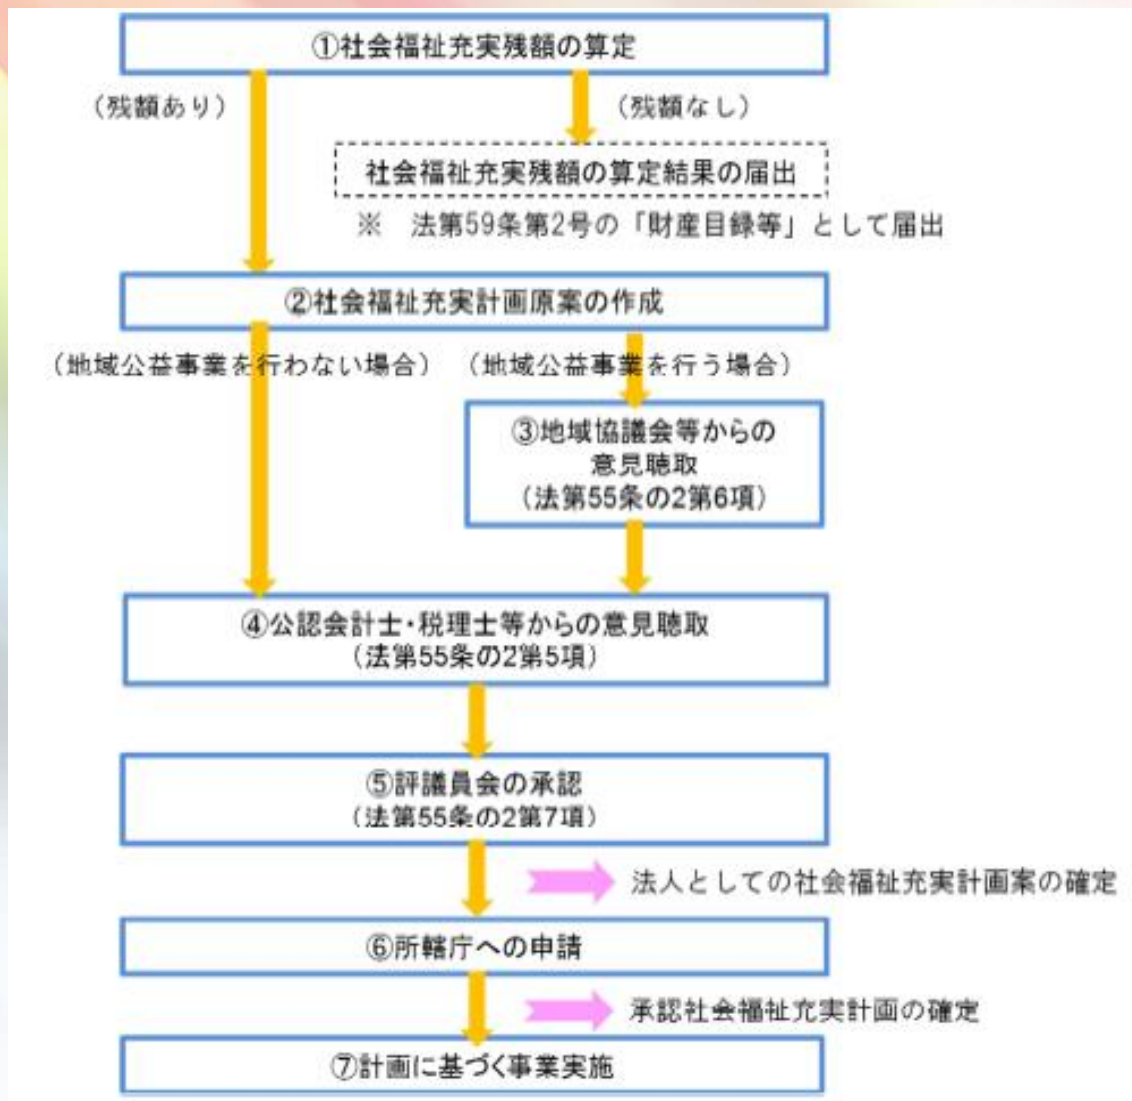 ①社会福祉充実残額の算定
(残額あり)
(残額なし)
社会福祉充実残額の算定結果の届出
※ 法第59条第2号の「財産目録等」として届出
②社会福祉充実計画原案の作成
(地域公益事業を行わない場合)
(地域公益事業を行う場合)
③地域協議会等からの
意見聴取
(法第55条の2第6項)
④公認会計士・税理士等からの意見聴取
(法第55条の2第5項)
⑤評議員会の承認
(法第55条の2第7項)
法人としての社会福祉充実計画案の確定
⑥所轄庁への申請
承認社会福祉充実計画の確定
⑦計画に基づく事業実施